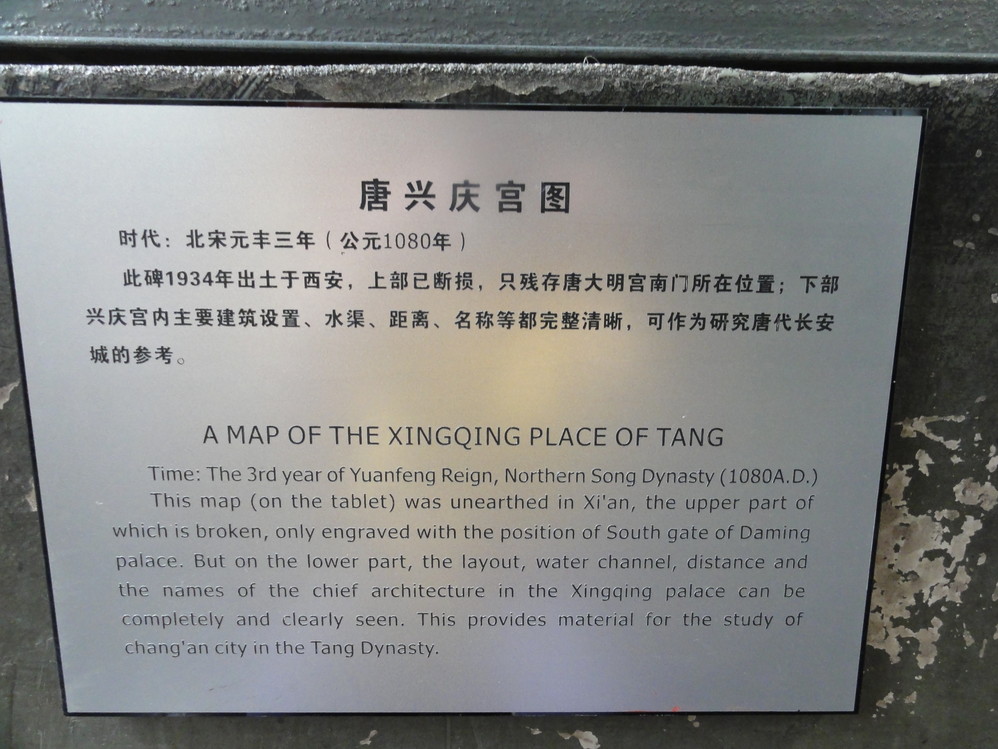 唐兴庆宫图
时代：北宋元丰三年（公元1080年）
此碑1934年出土于西安，上部已断损，只残存唐大明宫南门所在位置；下部
兴庆宫内主要建筑设置、水渠、距离、名称等都完整清晰，可作为研究唐代长安
城的参考。
A MAP OF THE XINGQING PLACE OF TANG
Time: The 3rd year of Yuanfeng Reign, Northern Song Dynasty (1080A.D.)
This map (on the tablet) was unearthed in Xi'an, the upper part of
which is broken, only engraved with the position of South gate of Daming
palace. But on the lower part, the layout, water channel, distance and
the names of the chief architecture in the Xingqing palace can be
completely and clearly seen. This provides material for the study of
chang'an city in the Tang Dynasty.